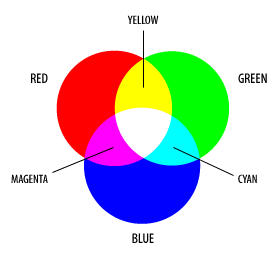 YELLOW
RED
GREEN
MAGENTA
CYAN
BLUE